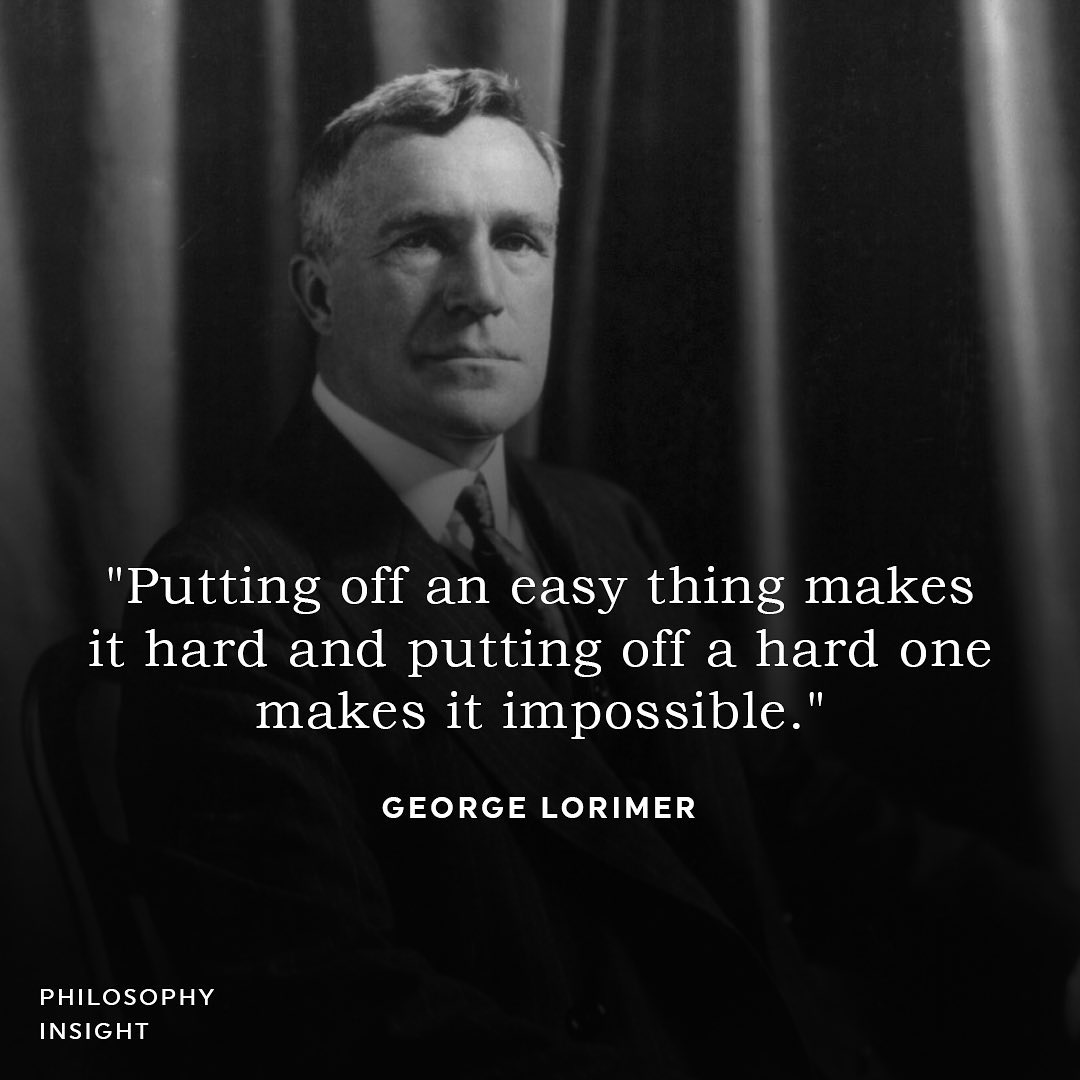 "Putting off an easy thing makes
it hard and putting off a hard one
makes it impossible."
GEORGE LORIMER
PHILOSOPHY
INSIGHT